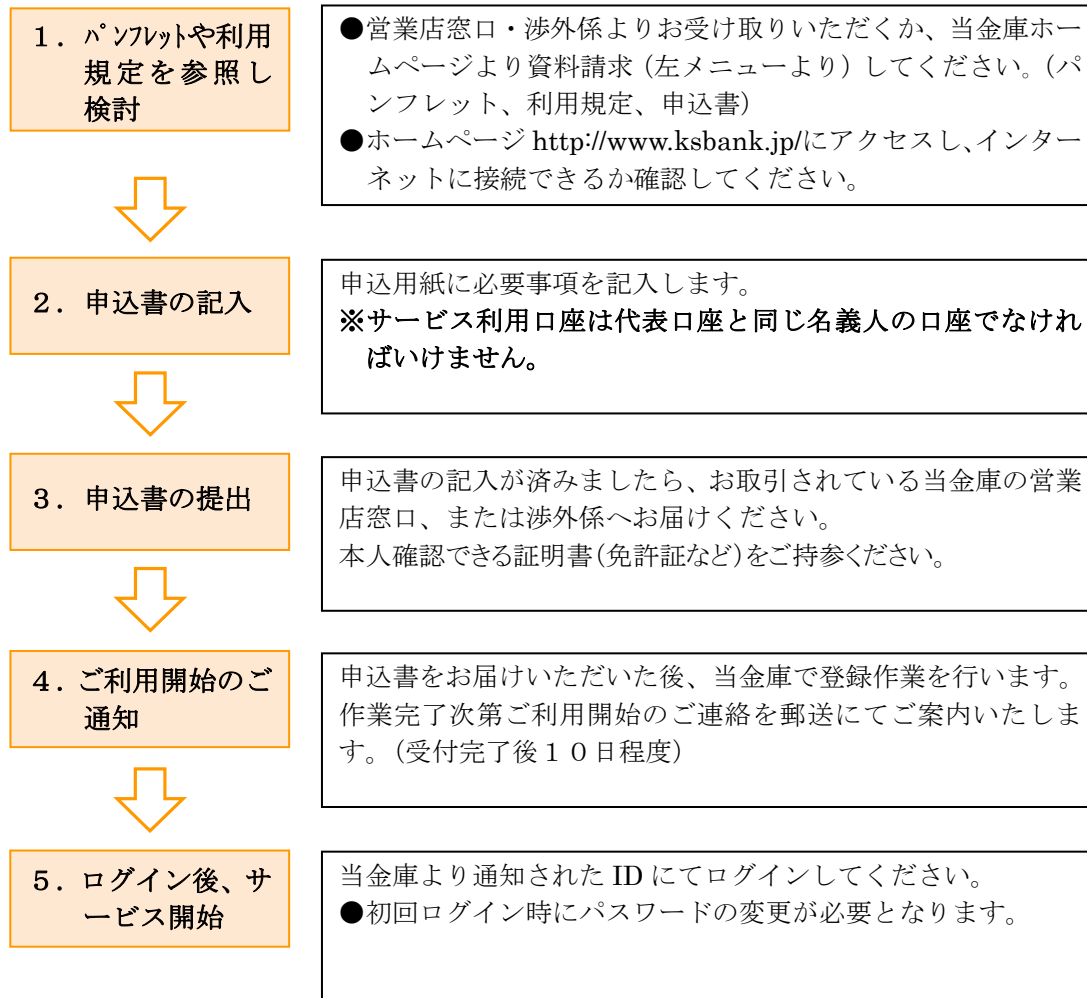 １．ﾊﾟﾝﾌﾚｯﾄや利用
規定を参照し
検討
●営業店窓口・渉外係よりお受け取りいただくか、当金庫ホー
ムページより資料請求（左メニューより）してください。（パ
ンフレット、利用規定、申込書）
●ホームページ http://www.ksbank.jp/にアクセスし、インター
ネットに接続できるか確認してください。
２．申込書の記入
申込用紙に必要事項を記入します。
※サービス利用口座は代表口座と同じ名義人の口座でなけれ
ばいけません。
３．申込書の提出
申込書の記入が済みましたら、お取引されている当金庫の営業
店窓口、または渉外係へお届けください。
本人確認できる証明書（免許証など）をご持参ください。
４．ご利用開始のご
通知
申込書をお届けいただいた後、当金庫で登録作業を行います。
作業完了次第ご利用開始のご連絡を郵送にてご案内いたしま
す。（受付完了後１０日程度）
５．ログイン後、サ
ービス開始
当金庫より通知された ID にてログインしてください。
●初回ログイン時にパスワードの変更が必要となります。